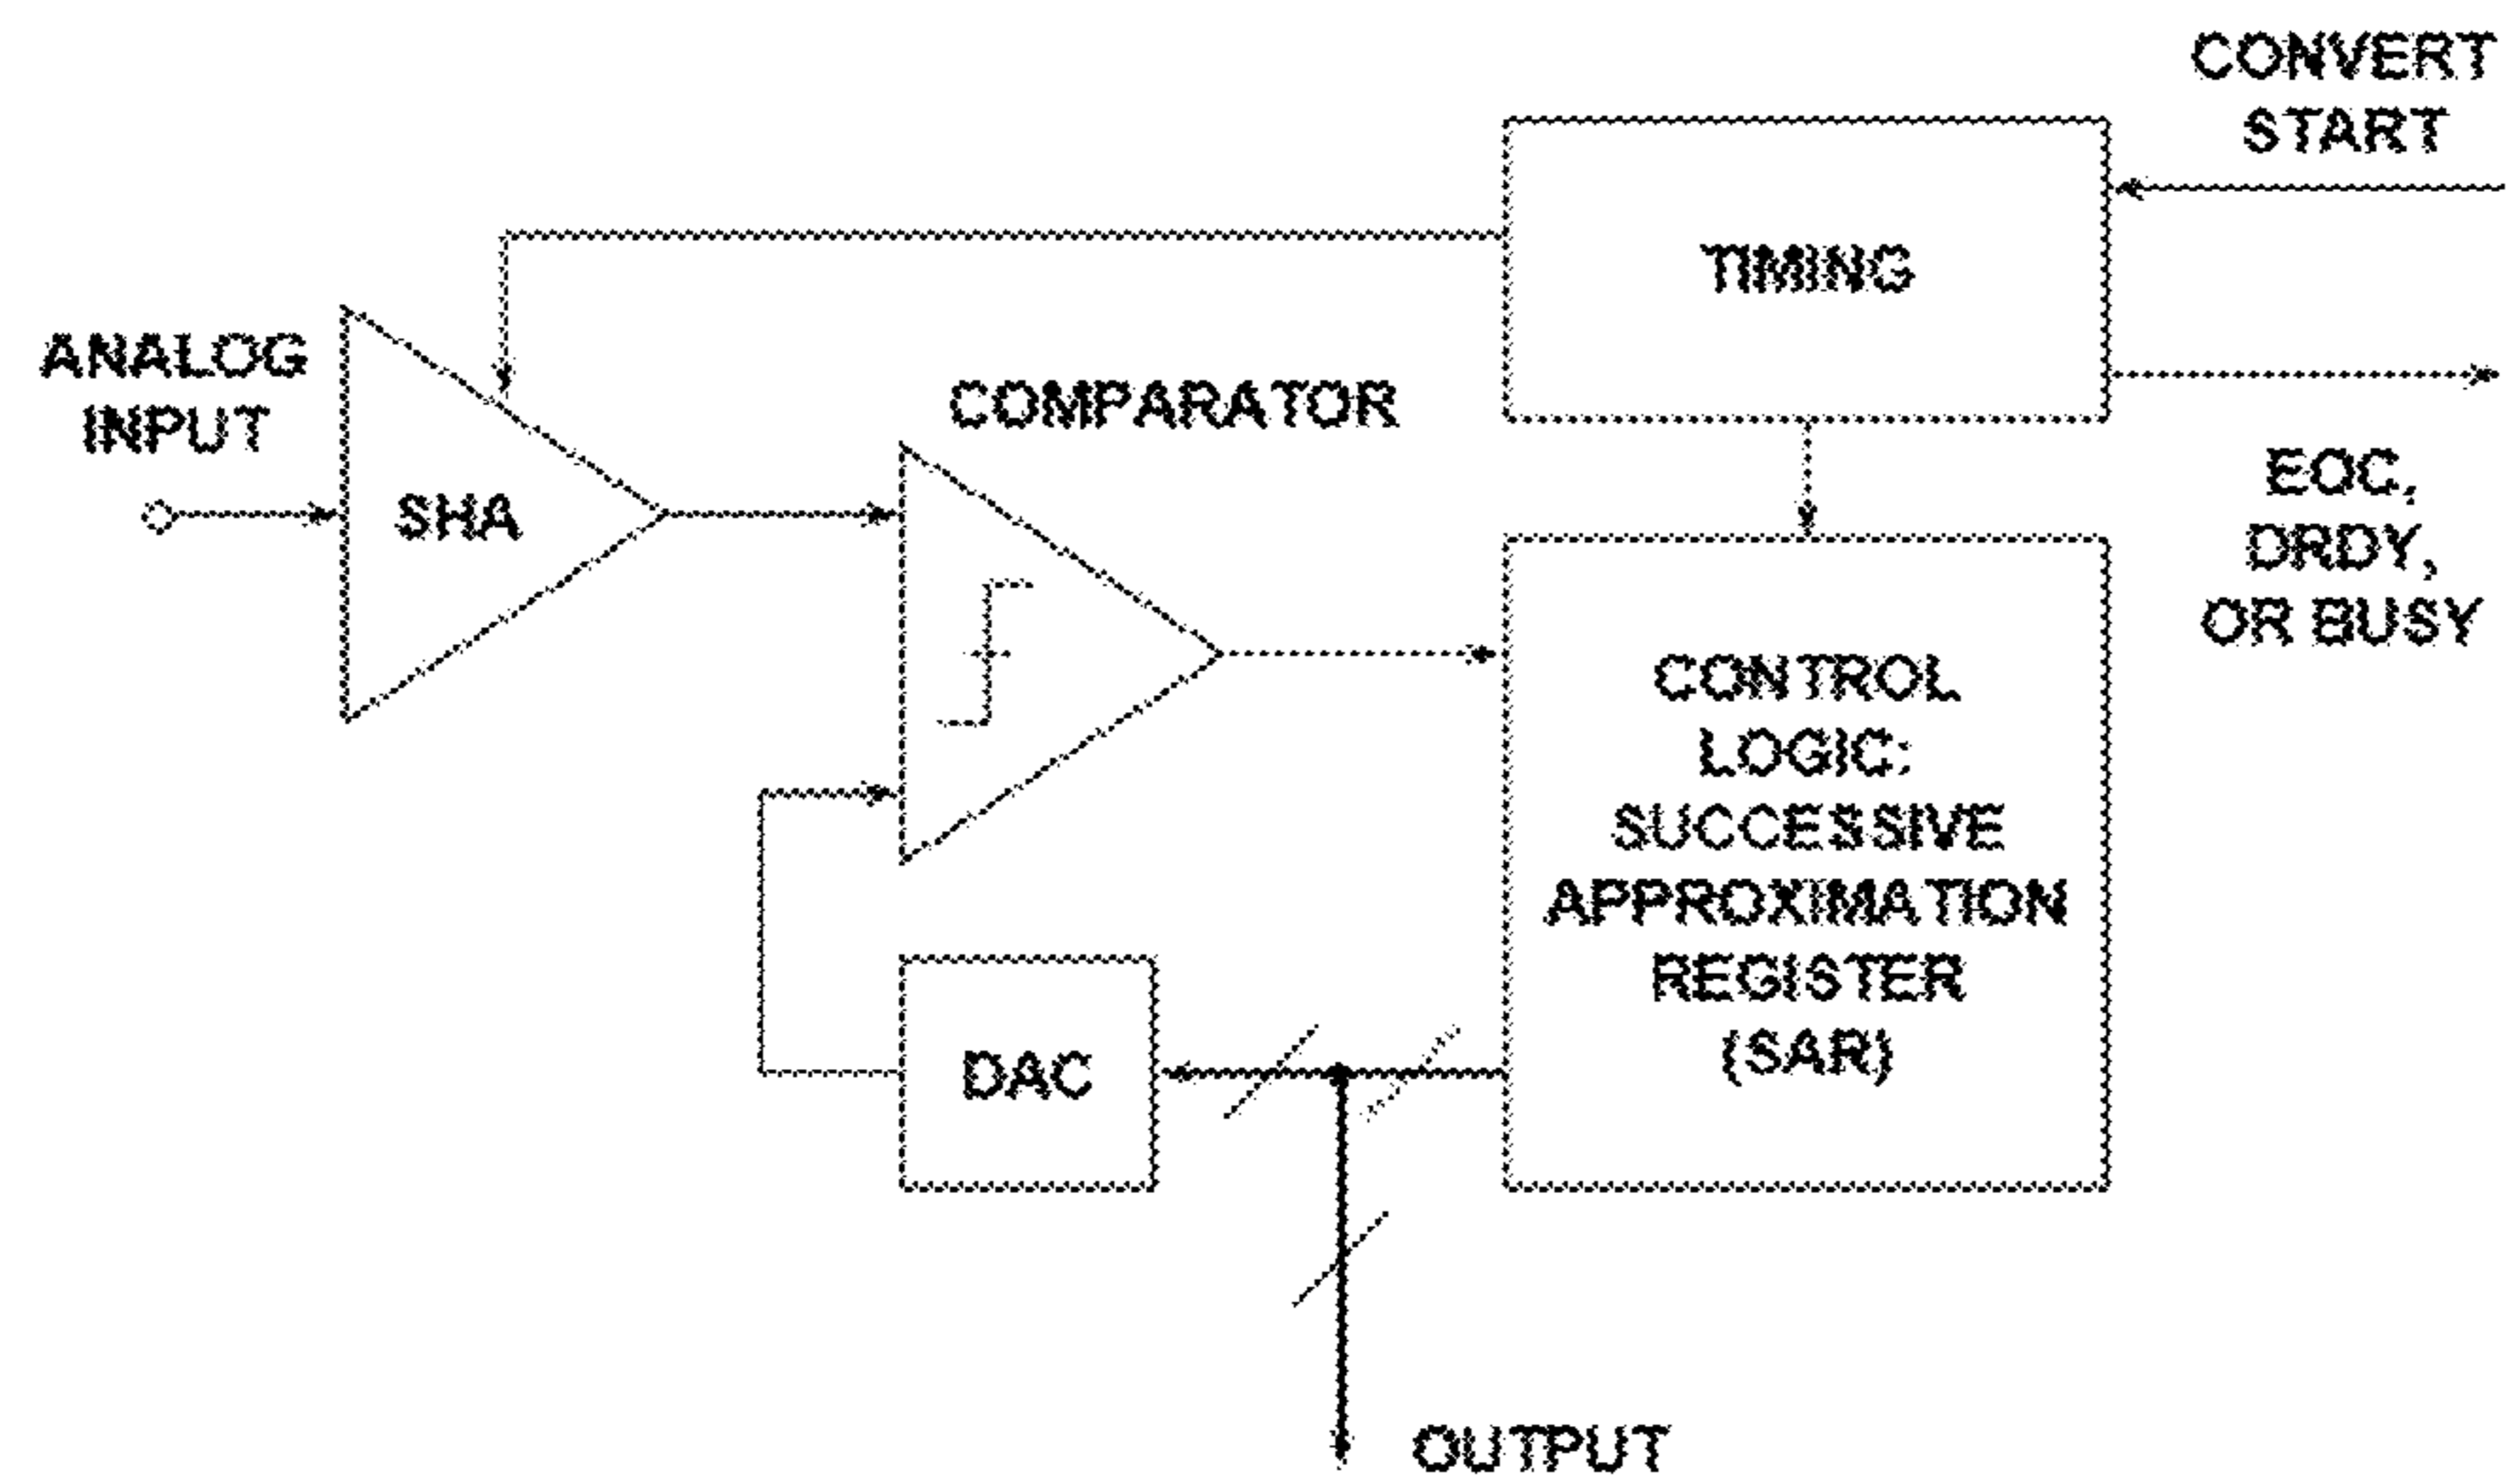 CONVERT
START
TIMING
ANALOG
INPUT
COMPARATOR
SHA
EOC,
DRDY,
OR BUSY
CONTROL
LOGIC:
SUCCESSIVE
APPROXIMATION
REGISTER
(SAR)
DAC
OUTPUT